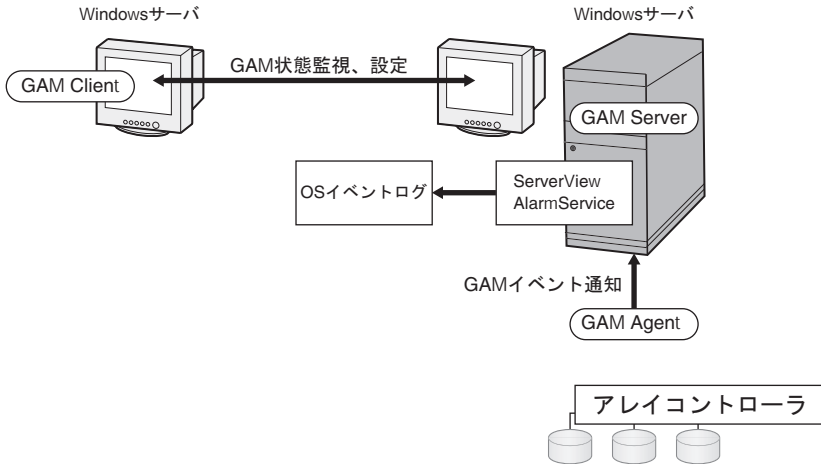 Windowsサーバ
Windowsサーバ
GAM Client
GAM状態監視、設定
GAM Server
OSイベントログ
ServerView
AlarmService
GAMイベント通知
GAM Agent
アレイコントローラ